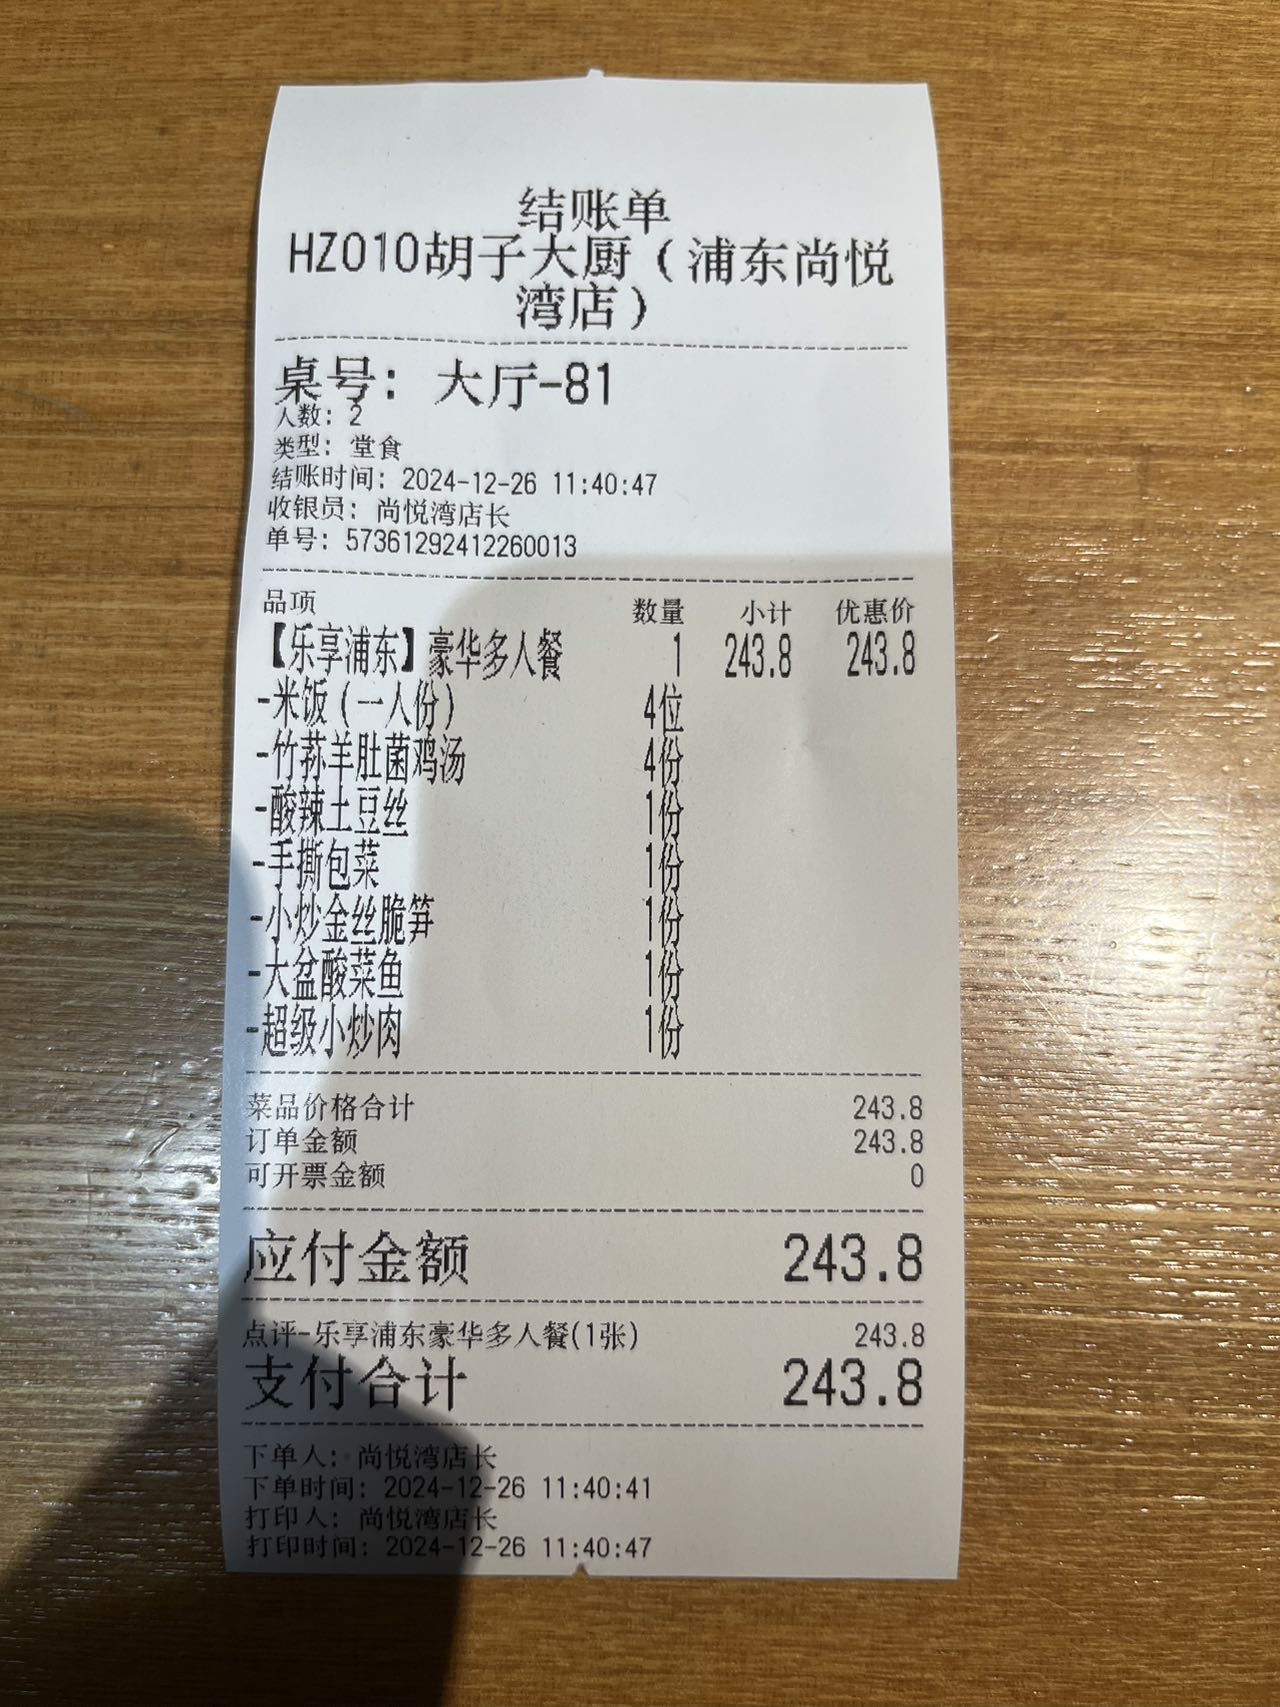 结账单
HZ010胡子大厨（浦东尚悦
湾店）
桌号：大厅-81
人数：2
类型：堂食
结账时间：2024-12-26 11:40:47
收银员：尚悦湾店长
单号：57361292412260013
品项 数量 小计 优惠价
【乐享浦东】豪华多人餐 1 243.8 243.8
-米饭（一人份） 4位
-竹荪羊肚菌鸡汤 4份
-酸辣土豆丝 1份
-手撕包菜 1份
-小炒金丝脆笋 1份
-大盆酸菜鱼 1份
-超级小炒肉 1份
菜品价格合计 243.8
订单金额 243.8
可开票金额 0
应付金额 243.8
点评-乐享浦东豪华多人餐(1张) 243.8
支付合计 243.8
下单人：尚悦湾店长
下单时间：2024-12-26 11:40:41
打印人：尚悦湾店长
打印时间：2024-12-26 11:40:47